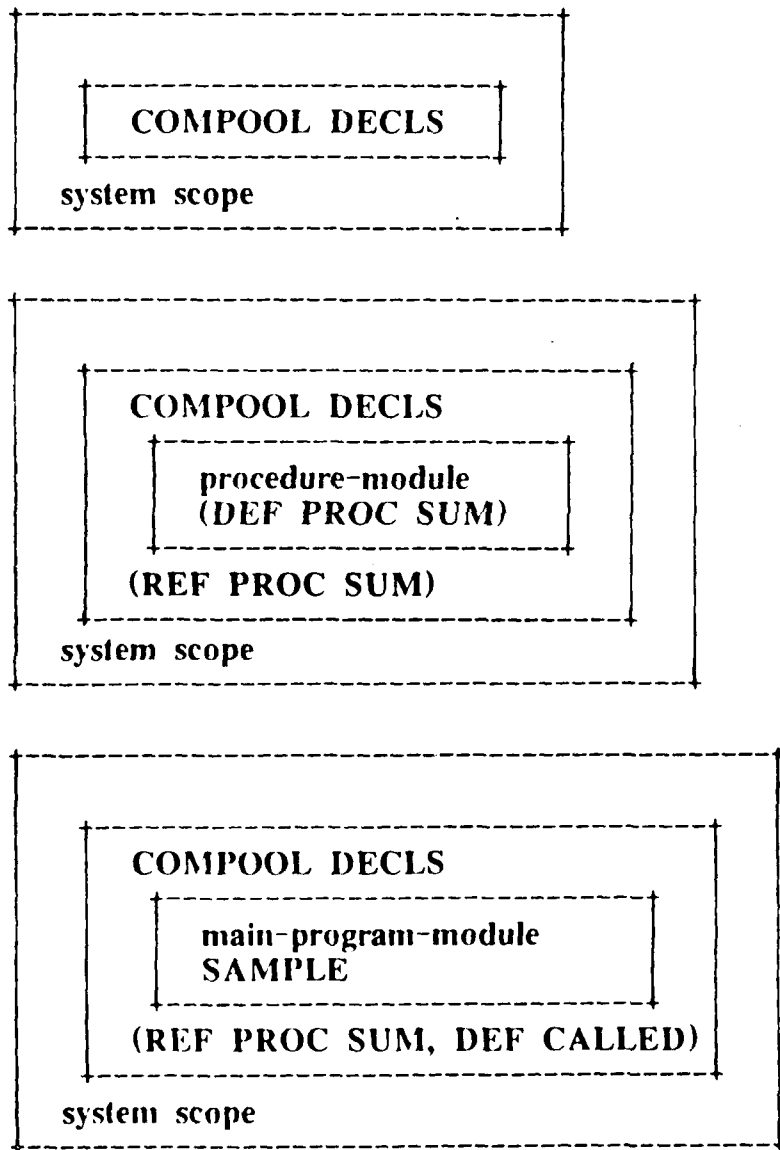 COMPOOL DECLS
system scope
COMPOOL DECLS
procedure-module
(DEF PROC SUM)
(REF PROC SUM)
system scope
COMPOOL DECLS
main-program-module
SAMPLE
(REF PROC SUM, DEF CALLED)
system scope